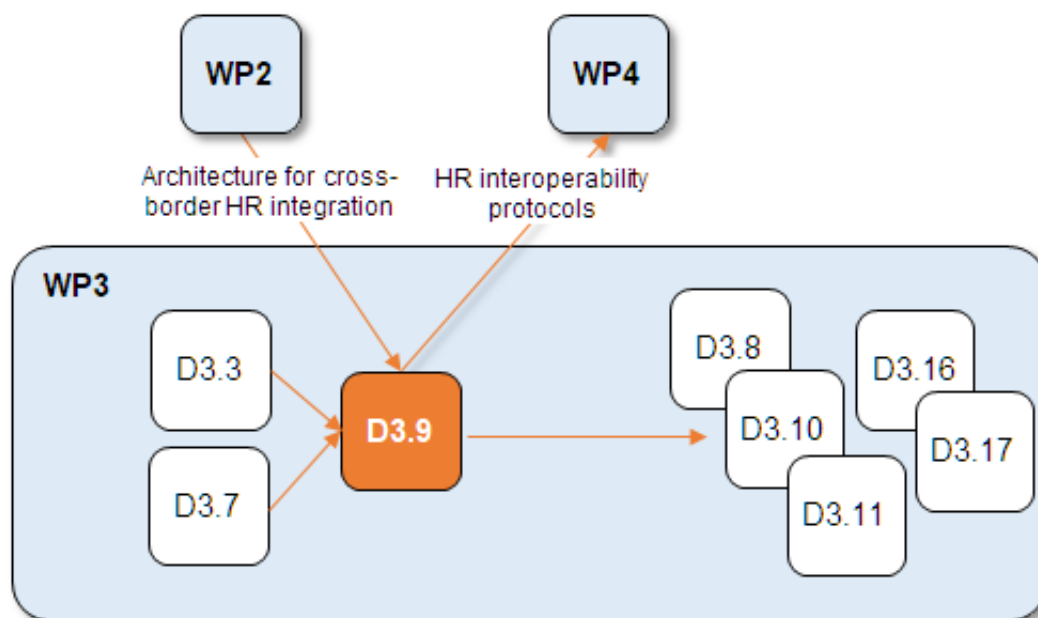 WP2
WP4
Architecture for cross-
border HR integration
HR interoperability
protocols
WP3
D3.3
D3.7
D3.9
D3.8
D3.10
D3.11
D3.16
D3.17